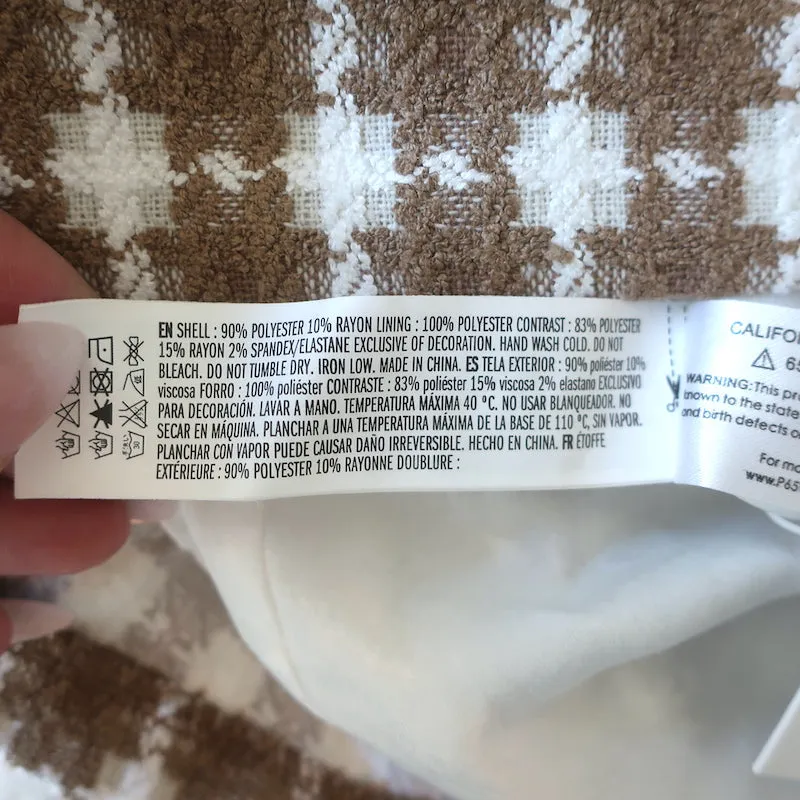 EN SHELL : 90% POLYESTER 10% RAYON LINING : 100% POLYESTER CONTRAST : 83% POLYESTER
15% RAYON 2% SPANDEX/ELASTANE EXCLUSIVE OF DECORATION. HAND WASH COLD. DO NOT
BLEACH. DO NOT TUMBLE DRY. IRON LOW. MADE IN CHINA. ES TELA EXTERIOR : 90% poliéster 10%
viscosa FORRO : 100% poliéster CONTRASTE : 83% poliéster 15% viscosa 2% elastano EXCLUSIVO
PARA DECORACIÓN. LAVAR A MANO. TEMPERATURA MÁXIMA 40 °C. NO USAR BLANQUEADOR. NO
SECAR EN MÁQUINA. PLANCHAR A UNA TEMPERATURA MÁXIMA DE LA BASE DE 110 °C, SIN VAPOR.
PLANCHAR CON VAPOR PUEDE CAUSAR DAÑO IRREVERSIBLE. HECHO EN CHINA. FR ÉTOFFE
EXTÉRIEURE : 90% POLYESTER 10% RAYONNE DOUBLURE :
CALIFO
65
WARNING: This pr
known to the state
and birth defects o
For mo
www.P65